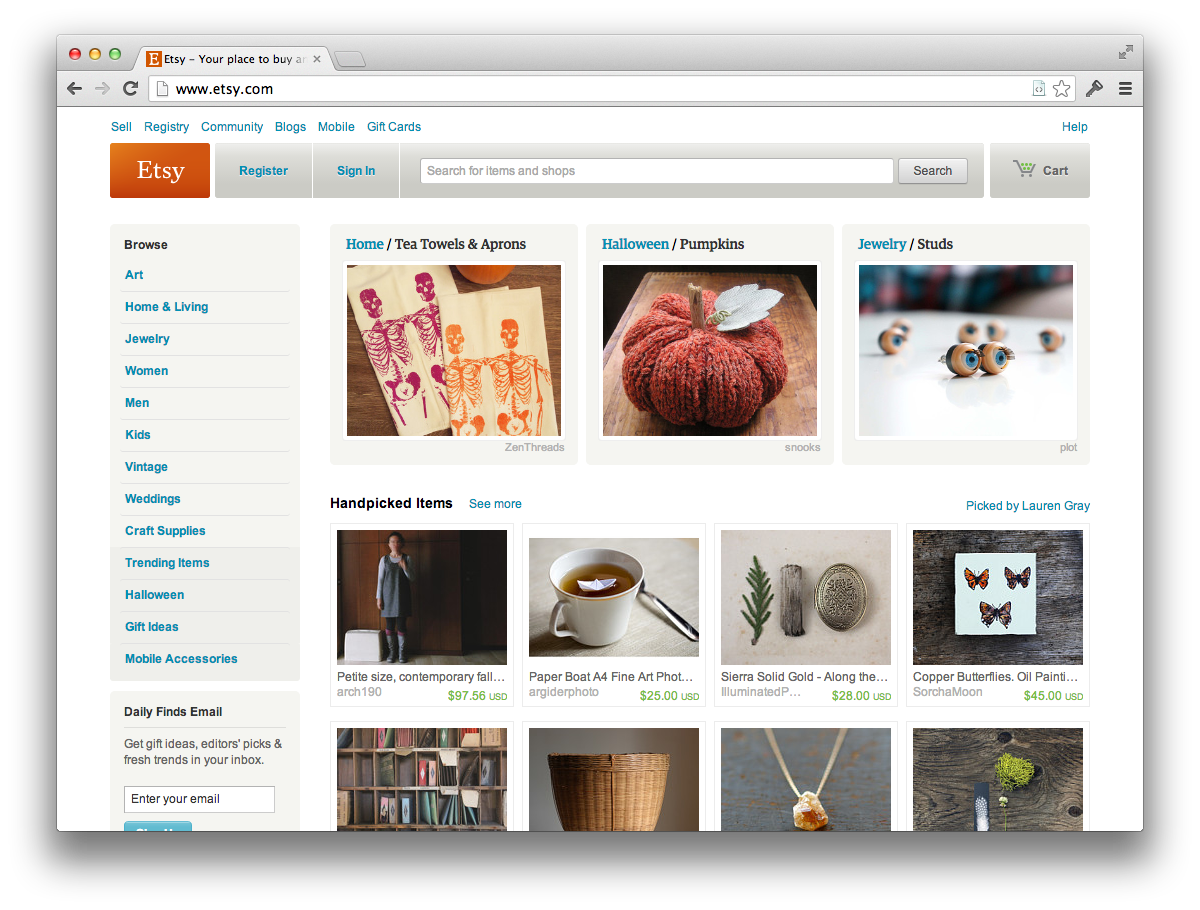 Etsy - Your place to buy an
www.etsy.com
Sell Registry Community Blogs Mobile Gift Cards Help
Etsy Register Sign In Search for items and shops Search Cart
Browse
Art
Home & Living
Jewelry
Women
Men
Kids
Vintage
Weddings
Craft Supplies
Trending Items
Halloween
Gift Ideas
Mobile Accessories
Daily Finds Email
Get gift ideas, editors' picks &
fresh trends in your inbox.
Enter your email
Home / Tea Towels & Aprons
ZenThreads
Halloween / Pumpkins
snooks
Jewelry / Studs
plot
Handpicked Items See more Picked by Lauren Gray
Petite size, contemporary fall...
arch190 $97.56 USD
Paper Boat A4 Fine Art Phot...
argiderphoto $25.00 USD
Sierra Solid Gold - Along the...
IlluminatedP... $28.00 USD
Copper Butterflies. Oil Painti...
SorchaMoon $45.00 USD